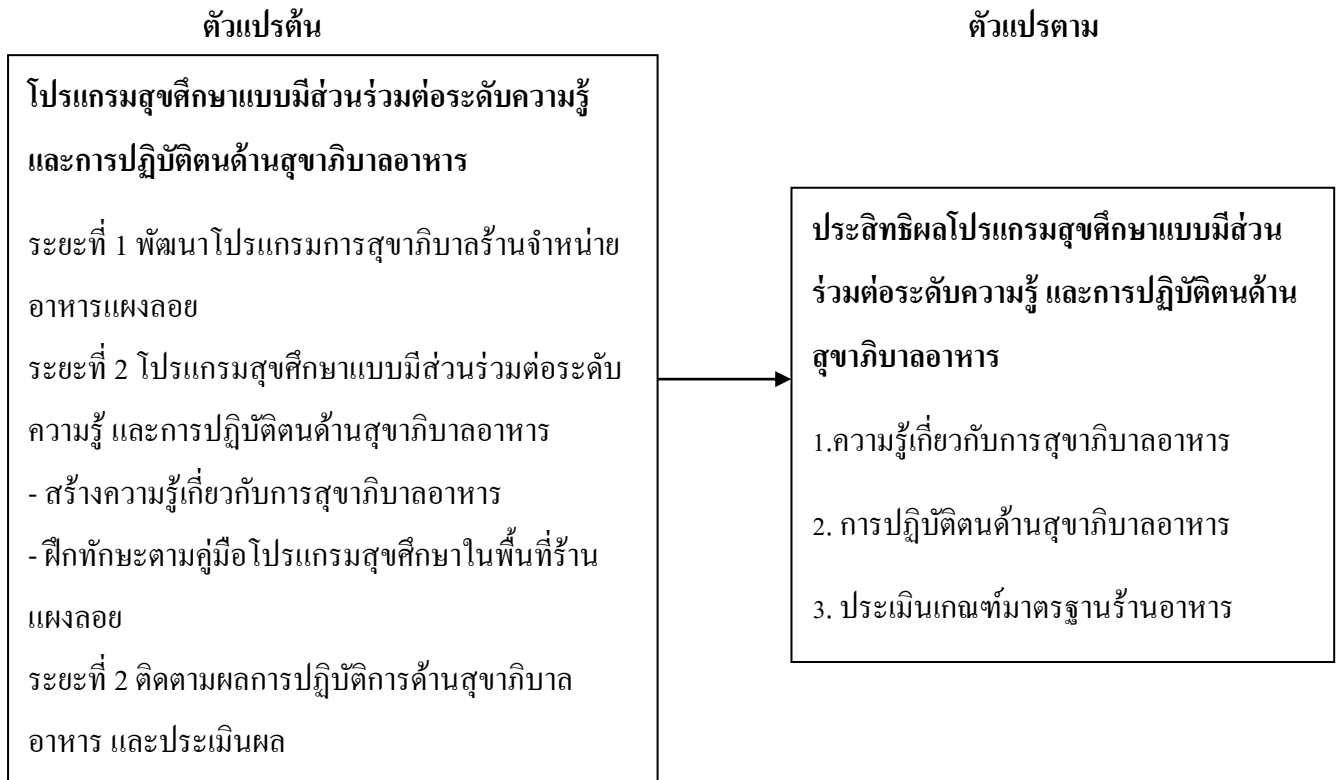 ตัวแปรต้น
ตัวแปรตาม
โปรแกรมสุขศึกษาแบบมีส่วนร่วมต่อระดับความรู้
และการปฏิบัติตนด้านสุขาภิบาลอาหาร
ระยะที่ 1 พัฒนาโปรแกรมการสุขาภิบาลร้านจำหน่าย
อาหารแผงลอย
ระยะที่ 2 โปรแกรมสุขศึกษาแบบมีส่วนร่วมต่อระดับ
ความรู้ และการปฏิบัติตนด้านสุขาภิบาลอาหาร
- สร้างความรู้เกี่ยวกับการสุขาภิบาลอาหาร
- ฝึกทักษะตามคู่มือโปรแกรมสุขศึกษาในพื้นที่ร้าน
แผงลอย
ระยะที่ 2 ติดตามผลการปฏิบัติการด้านสุขาภิบาล
อาหาร และประเมินผล
ประสิทธิผลโปรแกรมสุขศึกษาแบบมีส่วน
ร่วมต่อระดับความรู้ และการปฏิบัติตนด้าน
สุขาภิบาลอาหาร
1.ความรู้เกี่ยวกับการสุขาภิบาลอาหาร
2. การปฏิบัติตนด้านสุขาภิบาลอาหาร
3. ประเมินเกณฑ์มาตรฐานร้านอาหาร